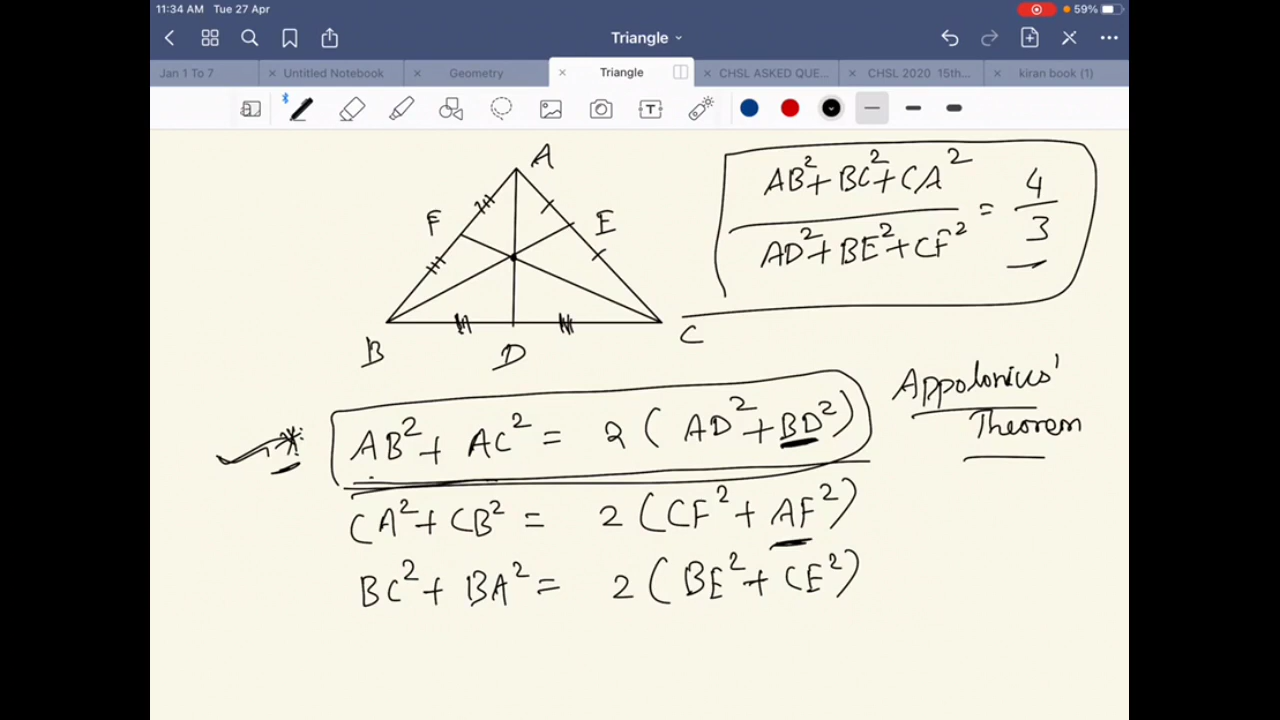 11:34 AM Tue 27 Apr
59%
Triangle
Jan 1 To 7
Untitled Notebook
Geometry
Triangle
CHSL ASKED QUE...
CHSL 2020 15th...
kiran book (1)
A
F
E
B
D
C
AB²+BC²+CA²
AD²+BE²+CF²
= 4/3
Appolonius'
Theorem
AB²+ AC² = 2 ( AD²+BD²)
CA²+CB² = 2 (CF²+AF²)
BC²+ BA² = 2 (BE²+CE²)